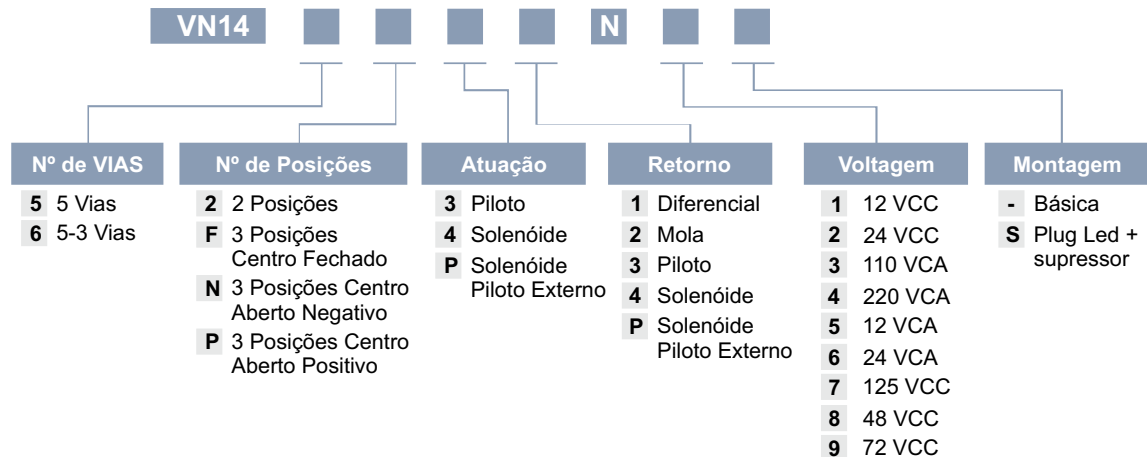 VN14 N
Nº de VIAS
5 5 Vias
6 5-3 Vias
Nº de Posições
2 2 Posições
F 3 Posições
Centro Fechado
N 3 Posições Centro
Aberto Negativo
P 3 Posições Centro
Aberto Positivo
Atuação
3 Piloto
4 Solenóide
P Solenóide
Piloto Externo
Retorno
1 Diferencial
2 Mola
3 Piloto
4 Solenóide
P Solenóide
Piloto Externo
Voltagem
1 12 VCC
2 24 VCC
3 110 VCA
4 220 VCA
5 12 VCA
6 24 VCA
7 125 VCC
8 48 VCC
9 72 VCC
Montagem
- Básica
S Plug Led +
supressor